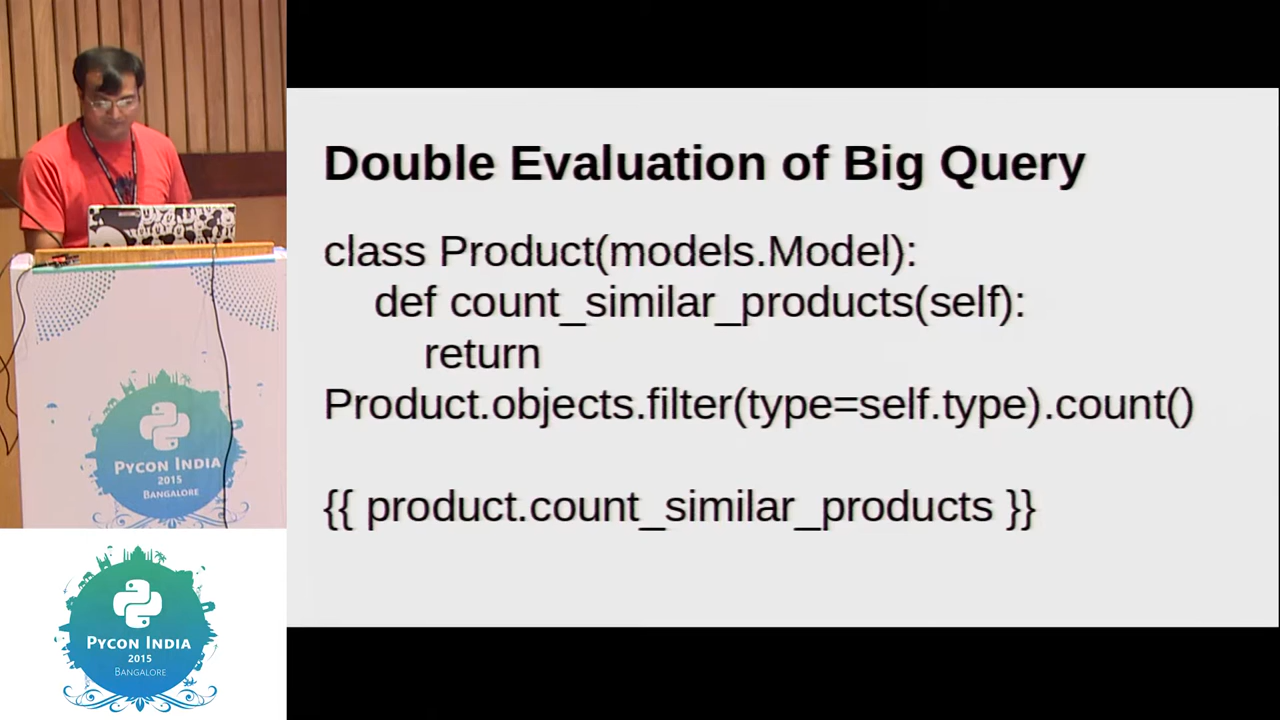 Double Evaluation of Big Query
class Product(models.Model):
def count_similar_products(self):
return
Product.objects.filter(type=self.type).count()
{{ product.count_similar_products }}
PYCON INDIA
2015
BANGALORE
PYCON INDIA
2015
BANGALORE